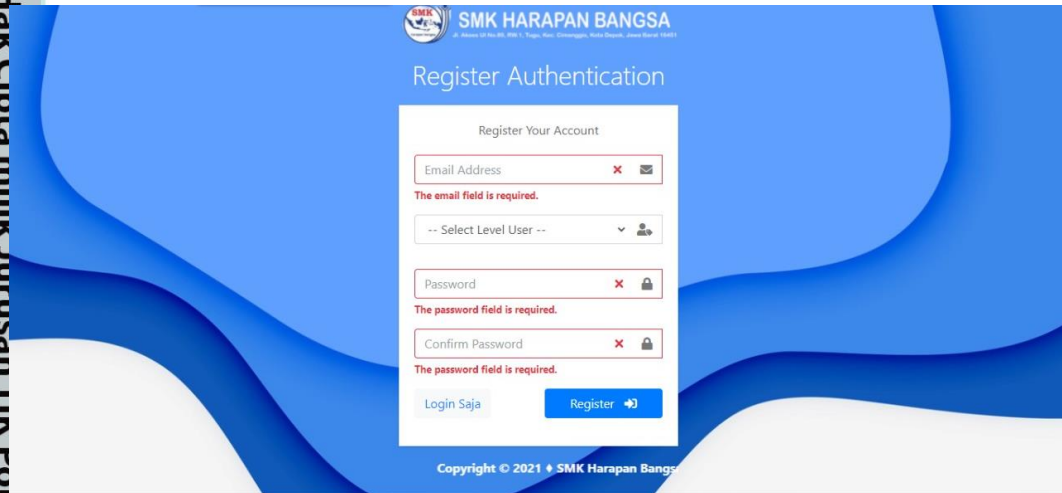 SMK HARAPAN BANGSA
Register Authentication
Register Your Account
Email Address
The email field is required.
-- Select Level User --
Password
The password field is required.
Confirm Password
The password field is required.
Login Saja
Register
Copyright © 2021 ♦ SMK Harapan Bangs